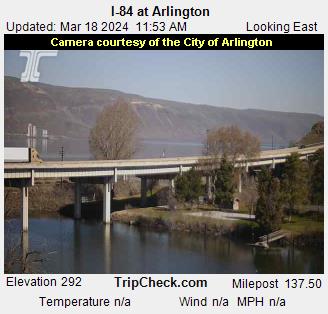 I-84 at Arlington
Updated: Mar 18 2024 11:53 AM Looking East
Camera courtesy of the City of Arlington
Elevation 292 TripCheck.com Milepost 137.50
Temperature n/a Wind n/a MPH n/a